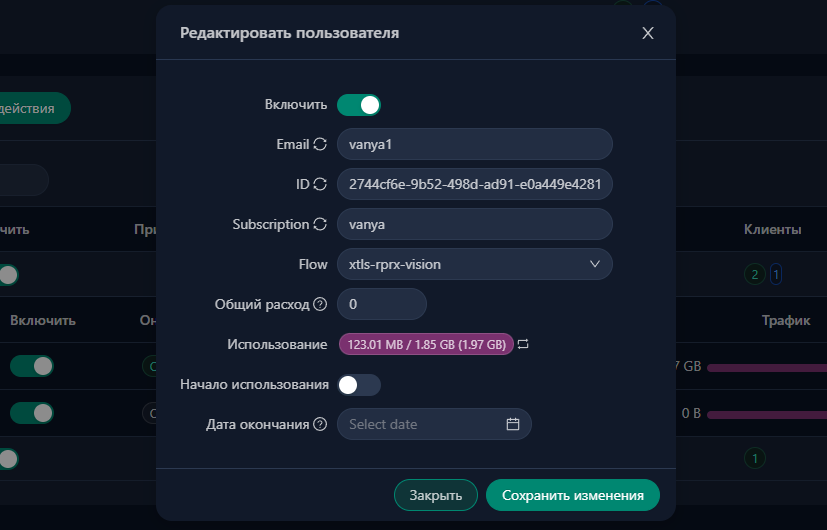 Редактировать пользователя
действия
Включить
Email
vanya1
ID
2744cf6e-9b52-498d-ad91-e0a449e4281
Subscription
vanya
Flow
xtls-rprx-vision
Общий расход
0
Использование
123.01 MB / 1.85 GB (1.97 GB)
Начало использования
Дата окончания
Select date
Закрыть
Сохранить изменения
чить
При
Клиенты
2 1
Включить
Он
Трафик
7 GB
0 B
1